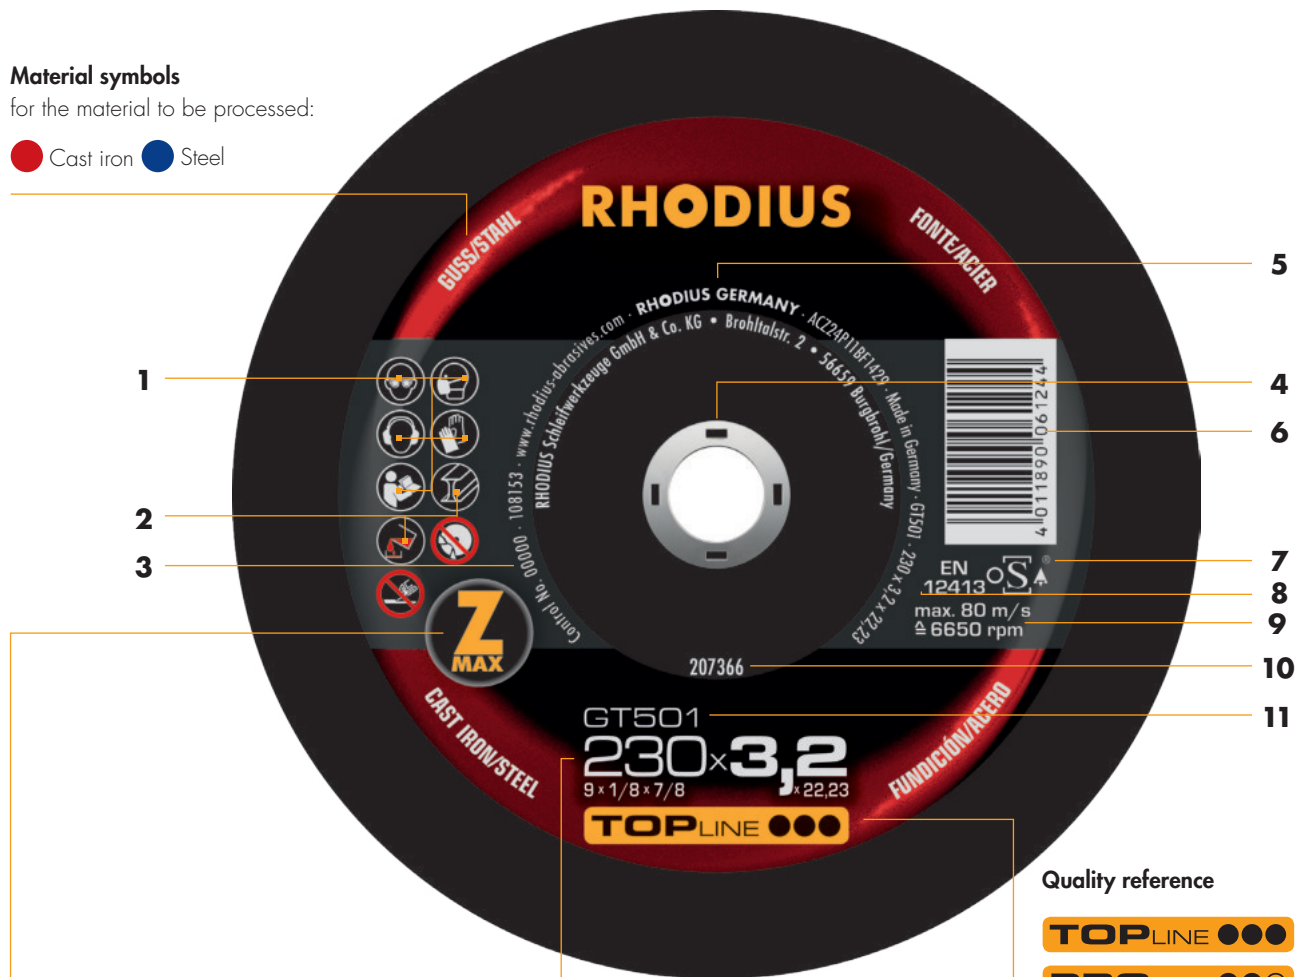 Material symbols
for the material to be processed:
Cast iron Steel
RHODIUS
GUSS/STAHL
FONTE/ACIER
Control No. 00000 · 108153 · www.rhodius-abrasives.com · RHODIUS GERMANY · ACZ24P11BF1429 · Made in Germany · GT501 · 230 x 3,2 x 22,23
RHODIUS Schleifwerkzeuge GmbH & Co. KG • Brohltalstr. 2 • 56659 Burgbrohl/Germany
5
1
4
4 011890 061244
6
2
3
EN
12413
oS
®
7
8
max. 80 m/s
≙ 6650 rpm
9
Z
MAX
207366
10
CAST IRON/STEEL
FUNDICIÓN/ACERO
GT501
11
230 x 3,2
9 x 1/8 x 7/8 x 22,23
TOPLINE
Quality reference
TOPLINE